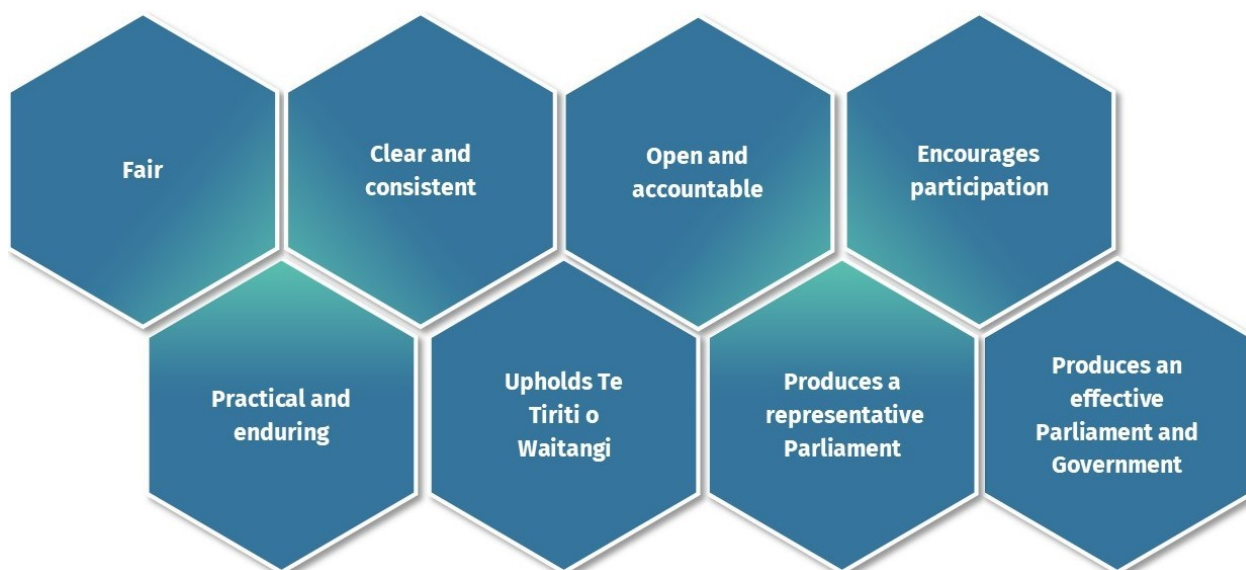 Fair
Clear and
consistent
Open and
accountable
Encourages
participation
Practical and
enduring
Upholds Te
Tiriti o
Waitangi
Produces a
representative
Parliament
Produces an
effective
Parliament and
Government